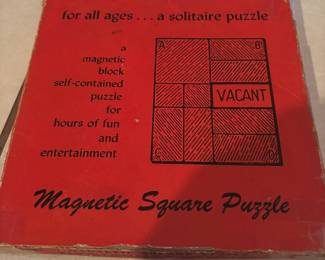 for all ages . . . a solitaire puzzle
a
magnetic
block
self-contained
puzzle
for
hours of fun
and
entertainment
A B
VACANT
C D
Magnetic Square Puzzle